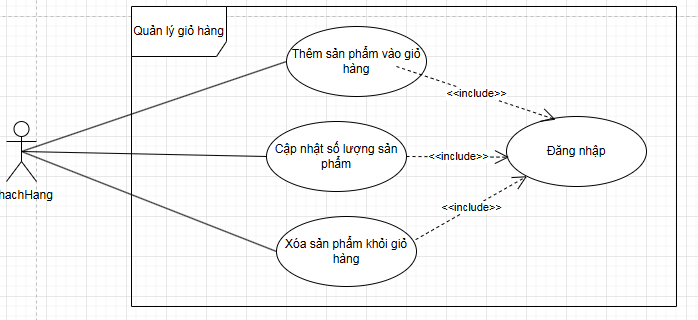 Quản lý giỏ hàng
Thêm sản phẩm vào giỏ
hàng
<<include>>
Cập nhật số lượng sản
phẩm
<<include>>
Đăng nhập
hachHang
<<include>>
Xóa sản phẩm khỏi giỏ
hàng